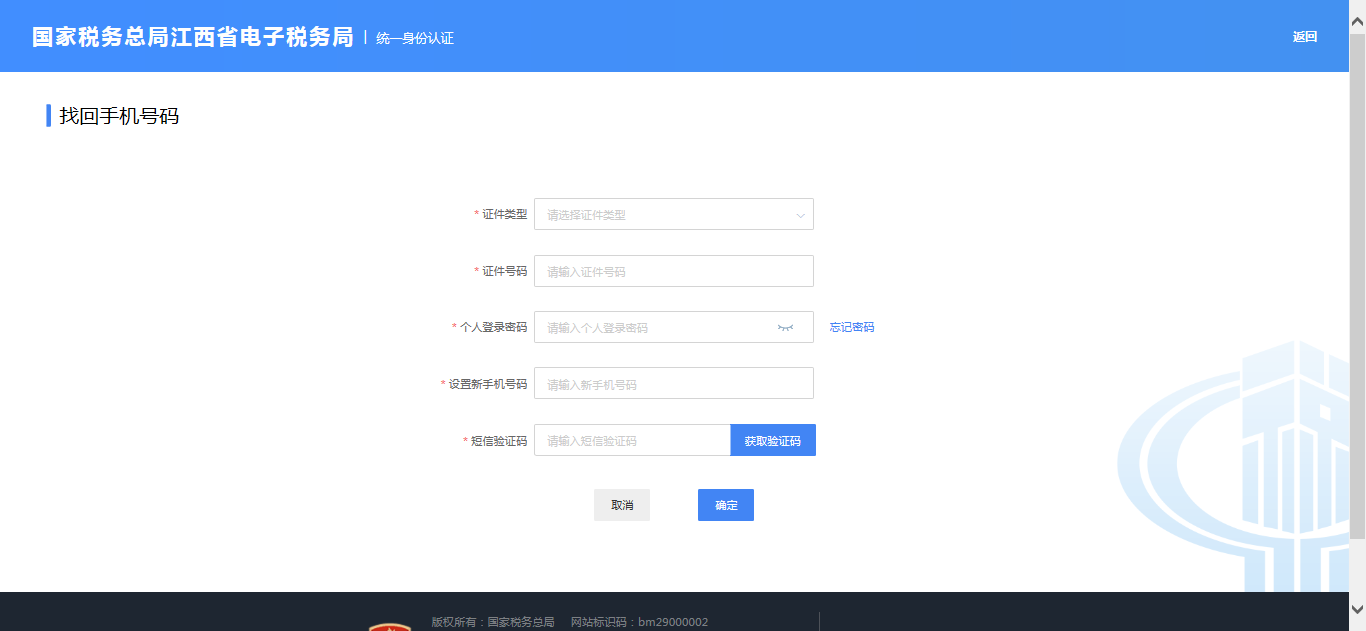 国家税务总局江西省电子税务局 | 统一身份认证 返回
找回手机号码
* 证件类型 请选择证件类型
* 证件号码 请输入证件号码
* 个人登录密码 请输入个人登录密码 忘记密码
* 设置新手机号码 请输入新手机号码
* 短信验证码 请输入短信验证码 获取验证码
取消 确定
版权所有：国家税务总局 网站标识码：bm29000002